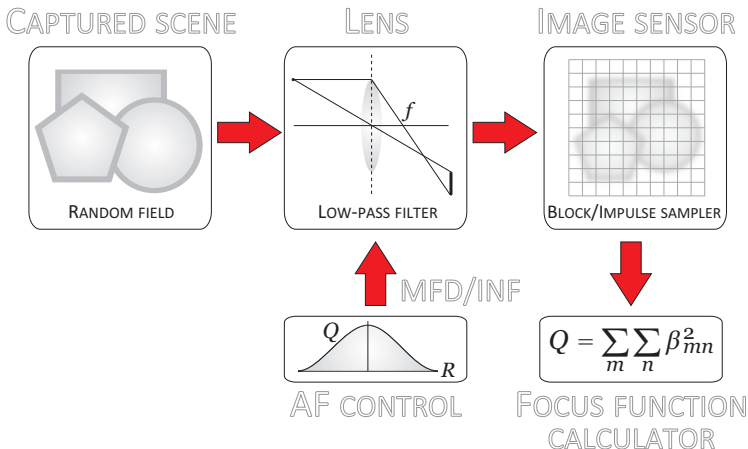 CAPTURED SCENE
LENS
IMAGE SENSOR
f
RANDOM FIELD
LOW-PASS FILTER
BLOCK/IMPULSE SAMPLER
MFD/INF
Q
R
Q = ∑m ∑n β²mn
AF CONTROL
FOCUS FUNCTION
CALCULATOR